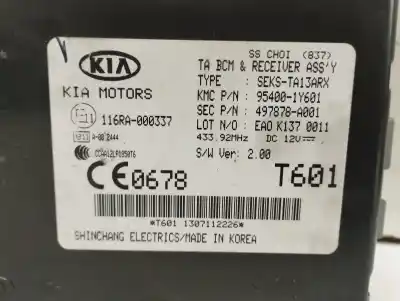 SS CHOI (837)
KIA
TA BCM & RECEIVER ASS'Y
TYPE : SEKS-TA13ARX
KIA MOTORS
KMC P/N : 95400-1Y601
116RA-000337
SEC P/N : 497878-A001
LOT N/O : EAO K137 0011
433.92MHz DC 12V
S/W Ver: 2.00
CE0678
T601
*T601 1307112226*
SHINCHANG ELECTRICS/MADE IN KOREA